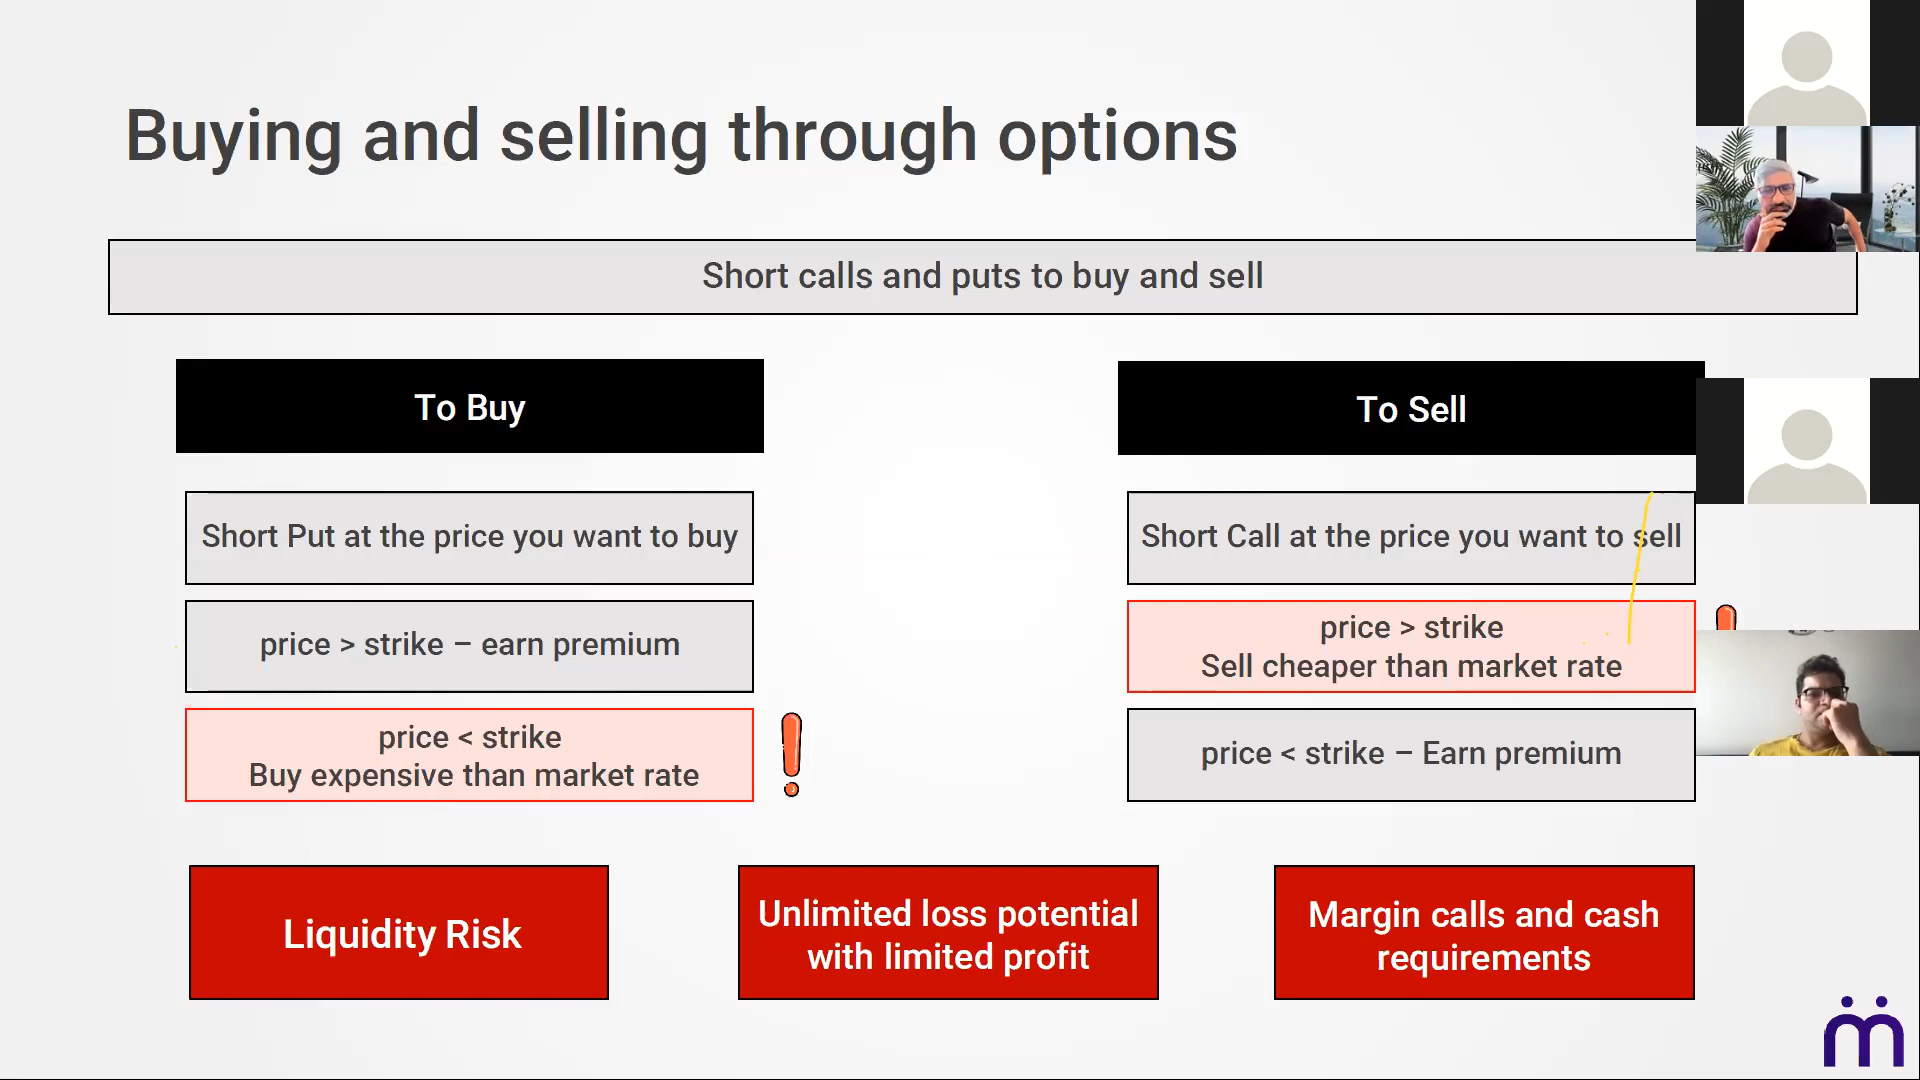 Buying and selling through options
Short calls and puts to buy and sell
To Buy
Short Put at the price you want to buy
price > strike – earn premium
price < strike
Buy expensive than market rate
To Sell
Short Call at the price you want to sell
price > strike
Sell cheaper than market rate
price < strike – Earn premium
Liquidity Risk
Unlimited loss potential
with limited profit
Margin calls and cash
requirements